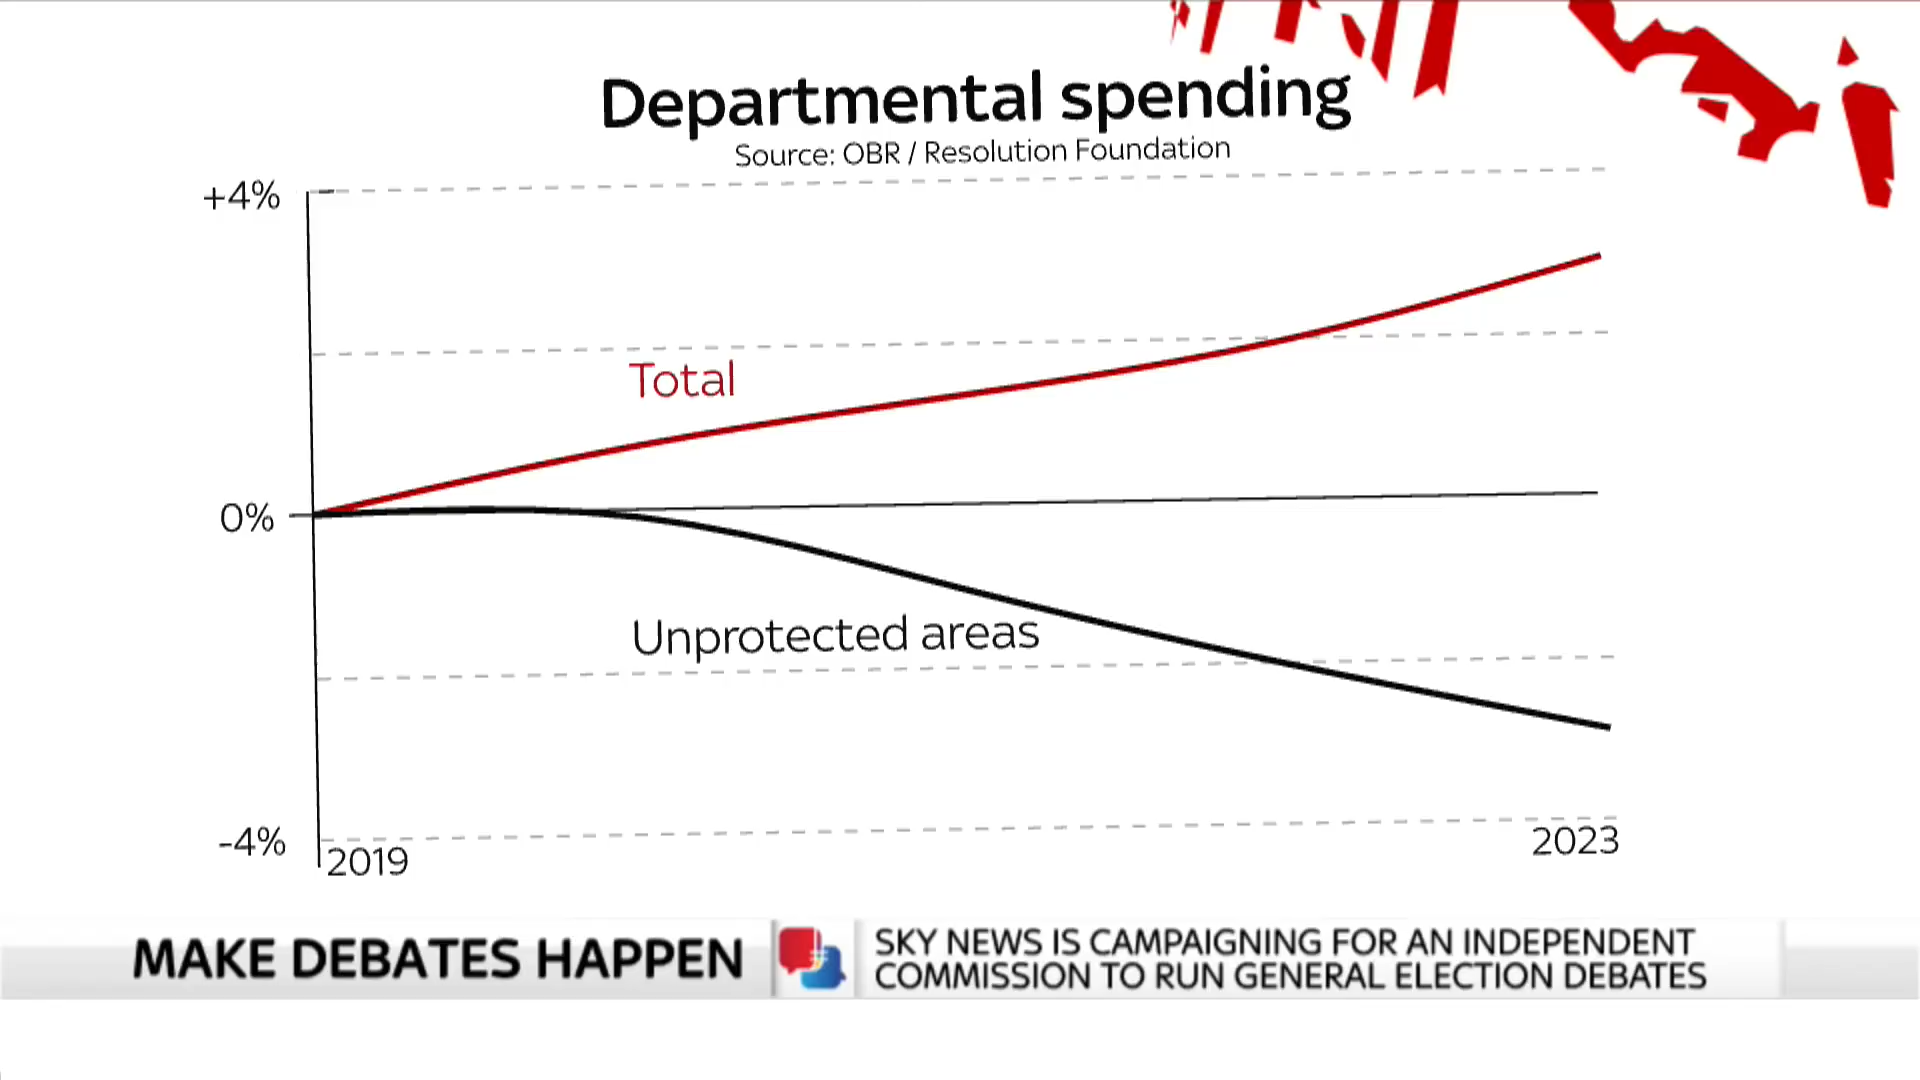 Departmental spending
Source: OBR / Resolution Foundation
+4%
Total
0%
Unprotected areas
-4%
2019
2023
MAKE DEBATES HAPPEN
SKY NEWS IS CAMPAIGNING FOR AN INDEPENDENT
COMMISSION TO RUN GENERAL ELECTION DEBATES